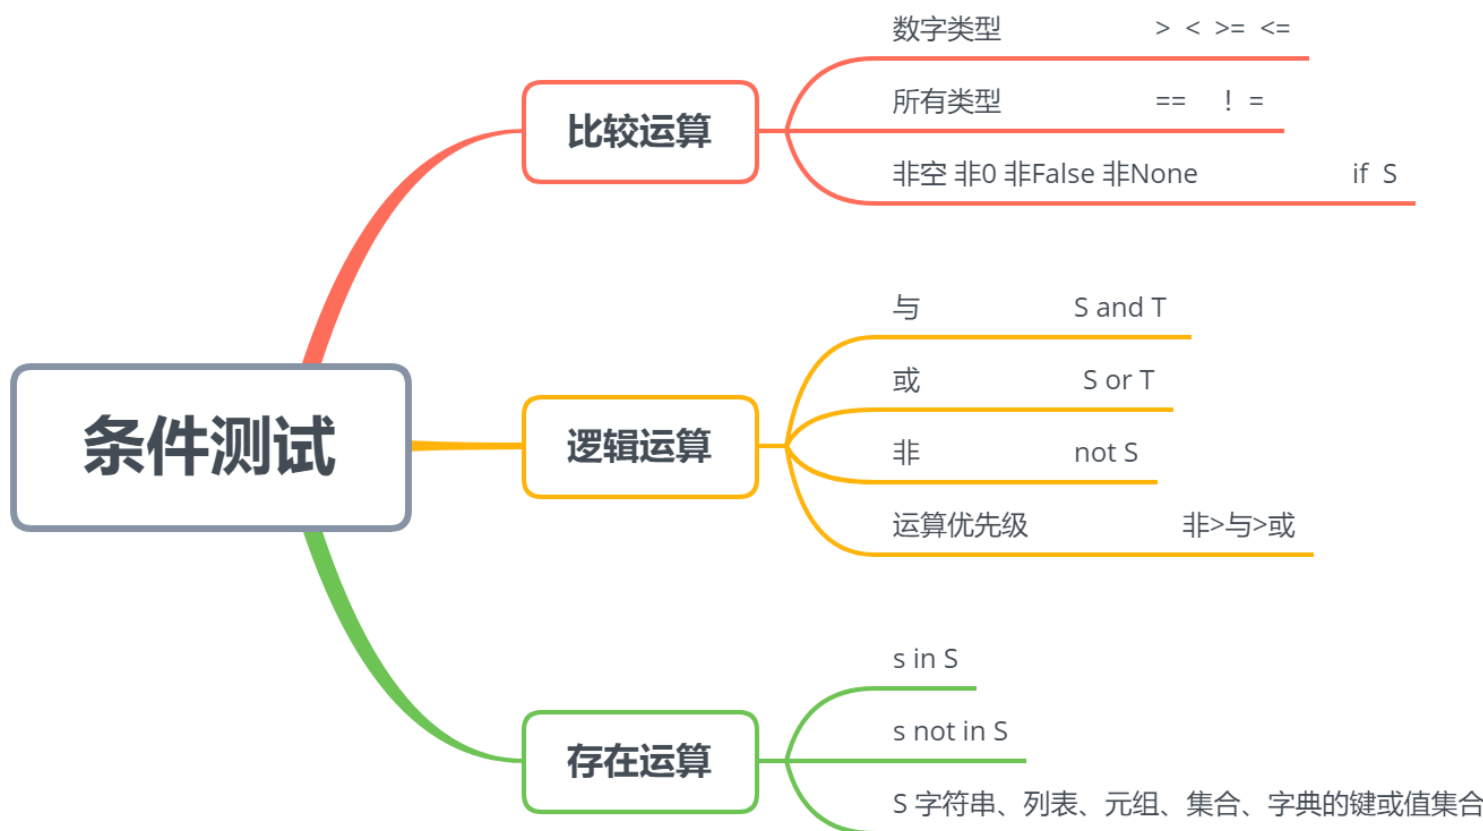 条件测试
比较运算
数字类型 > < >= <=
所有类型 == ! =
非空 非0 非False 非None if S
逻辑运算
与 S and T
或 S or T
非 not S
运算优先级 非>与>或
存在运算
s in S
s not in S
S 字符串、列表、元组、集合、字典的键或值集合